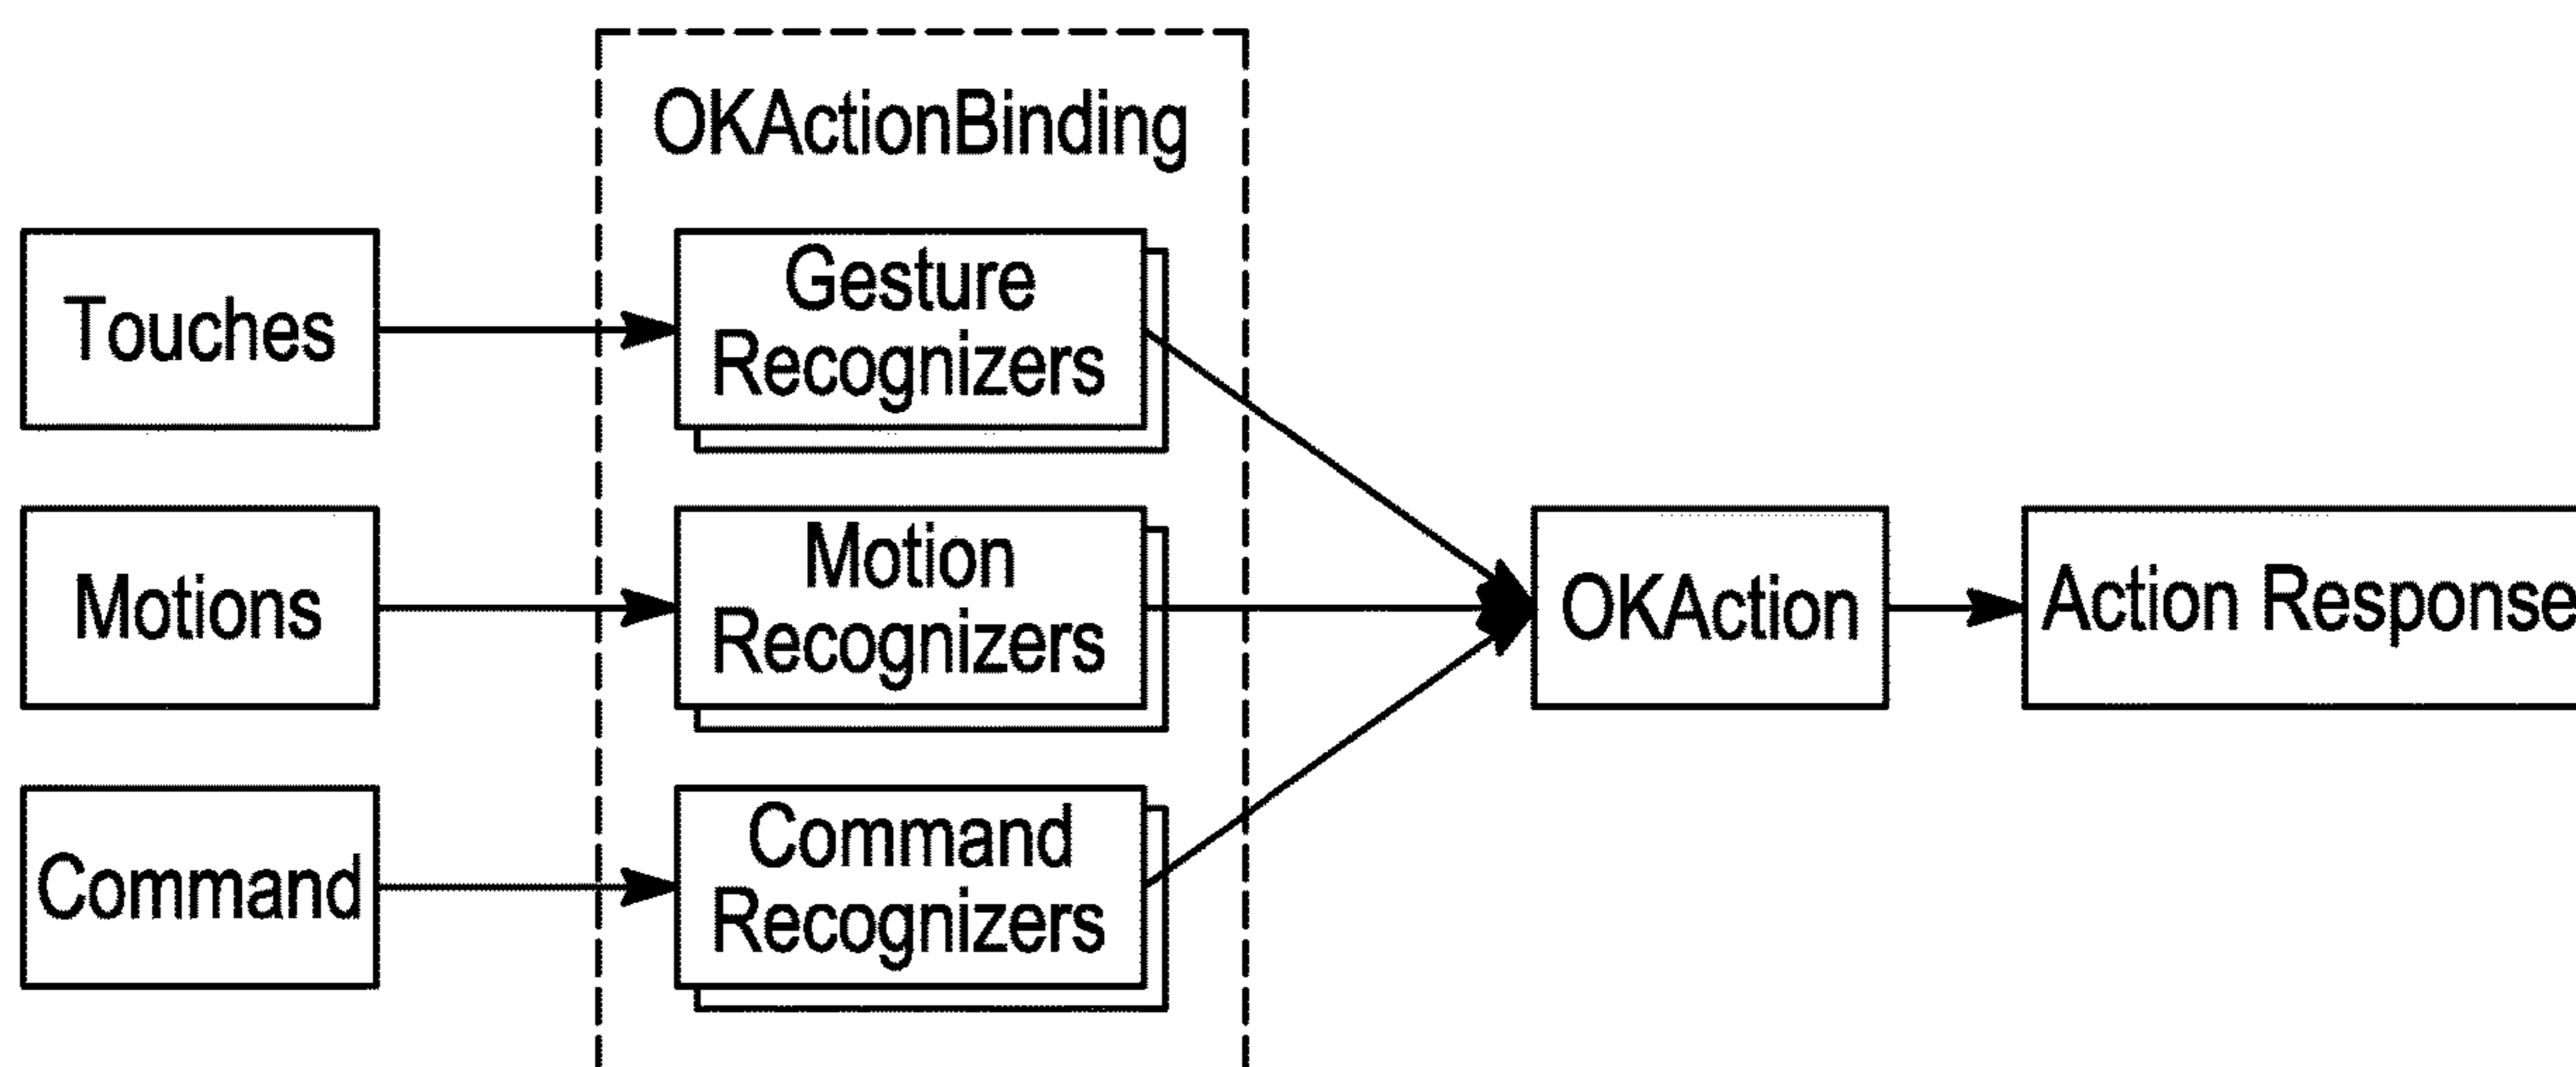 OKActionBinding
Touches
Gesture
Recognizers
Motions
Motion
Recognizers
OKAction
Action Response
Command
Command
Recognizers